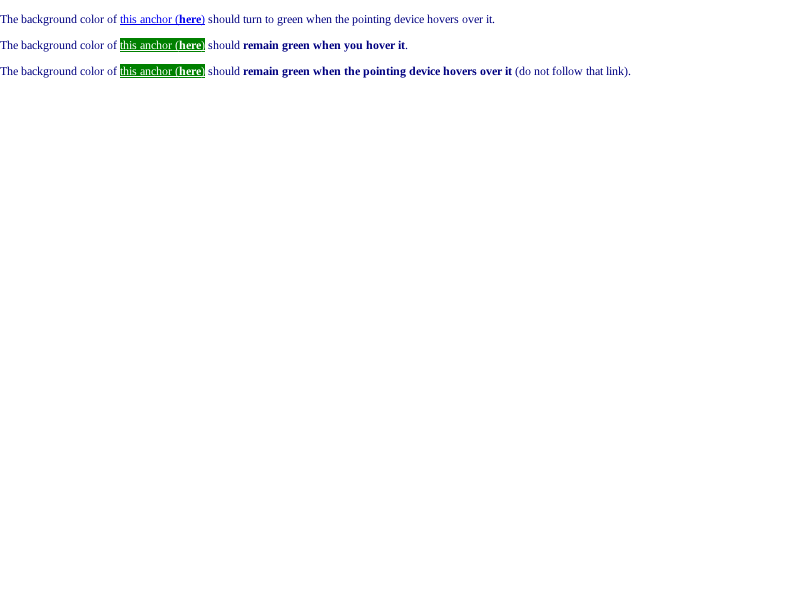 The background color of this anchor (here) should turn to green when the pointing device hovers over it.
The background color of this anchor (here) should remain green when you hover it.
The background color of this anchor (here) should remain green when the pointing device hovers over it (do not follow that link).